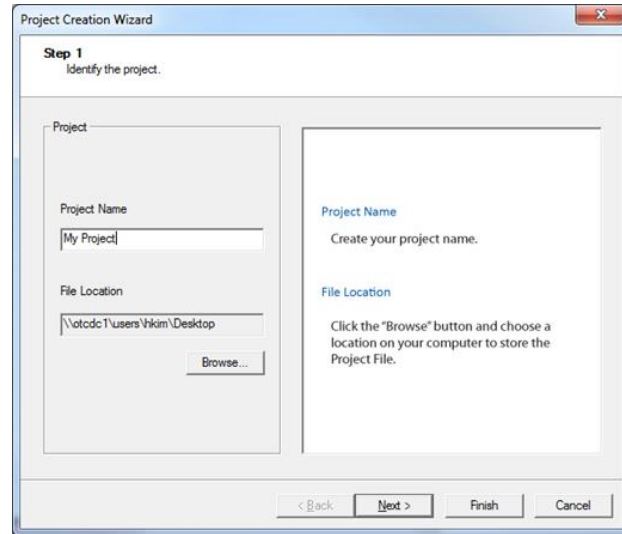 Project Creation Wizard
Step 1
Identify the project.
Project
Project Name
My Project
File Location
\\otcdc1\users\hkim\Desktop
Browse...
Project Name
Create your project name.
File Location
Click the "Browse" button and choose a
location on your computer to store the
Project File.
< Back
Next >
Finish
Cancel